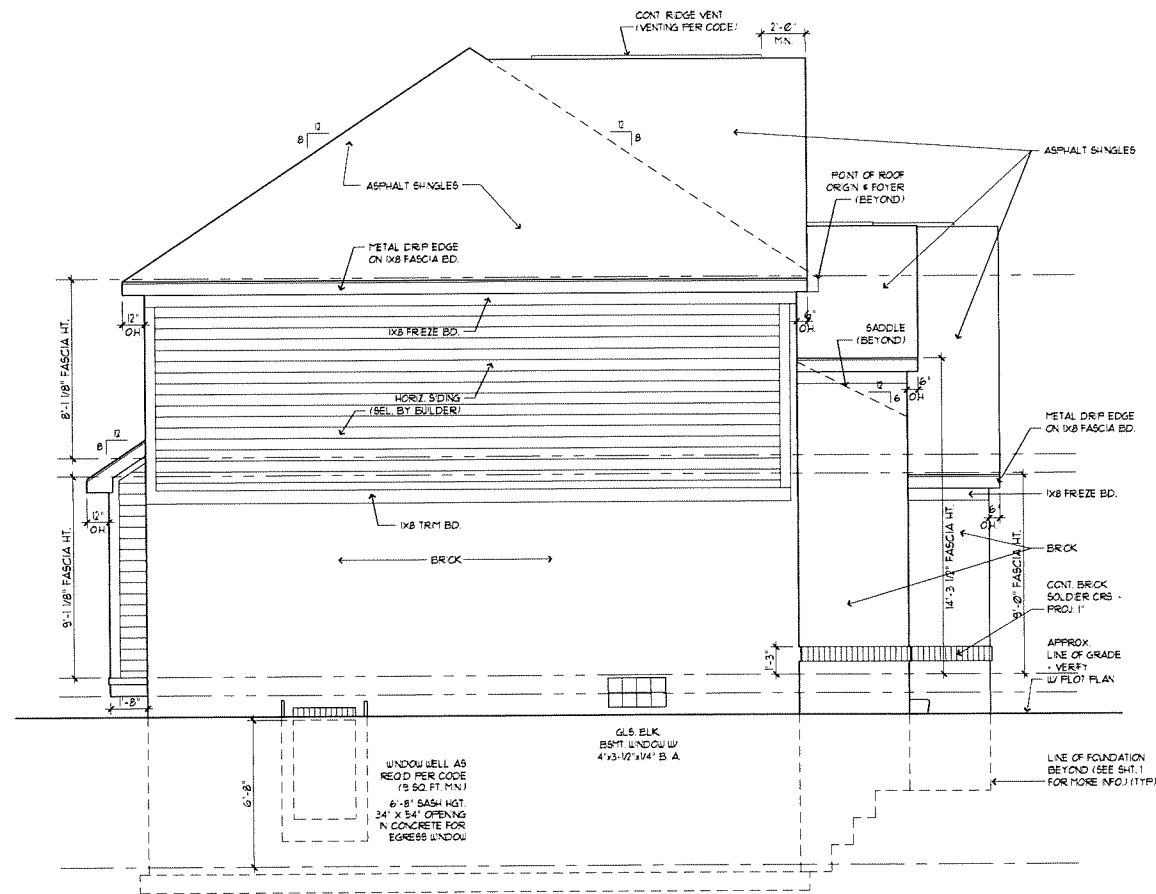 CONT RIDGE VENT
(VENTING PER CODE)
2'-0"
MIN.
12
8
12
8
ASPHALT SHINGLES
ASPHALT SHINGLES
POINT OF ROOF
ORIGIN @ FOYER
(BEYOND)
METAL DRIP EDGE
ON 1X8 FASCIA BD.
12"
O.H.
1X8 FREZE BD.
6"
O.H.
SADDLE
(BEYOND)
8'-1 1/8" FASCIA HT.
HORIZ. SIDING
(SEL. BY BUILDER)
12
6
6"
O.H.
12
8
METAL DRIP EDGE
ON 1X8 FASCIA BD.
12"
O.H.
1X8 TRIM BD.
1X8 FREZE BD.
6"
O.H.
9'-1 1/8" FASCIA HT.
BRICK
14'-3 1/2" FASCIA HT.
9'-0" FASCIA HT.
BRICK
CONT. BRICK
SOLDIER CRS -
PROJ. 1"
1'-3"
APPROX.
LINE OF GRADE
- VERIFY
W/ PLOT PLAN
1'-8"
GLS. BLK.
BSMT. WINDOW W/
4"x3-1/2"x1/4" B. A.
6'-8"
WINDOW WELL AS
REQ'D PER CODE
(9 SQ. FT. MIN.)
6'-8" SASH HGT.
34" X 54" OPENING
IN CONCRETE FOR
EGRESS WINDOW
LINE OF FOUNDATION
BEYOND (SEE SHT. 1
FOR MORE INFO.) (TYP)